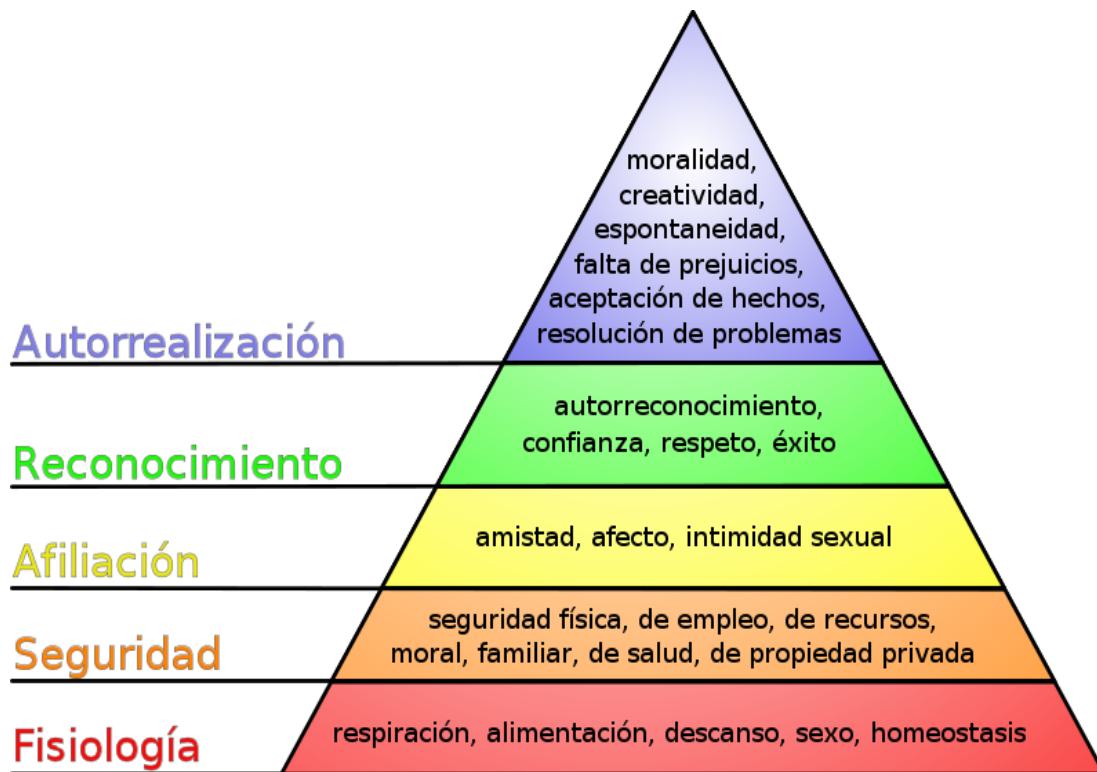 moralidad,
creatividad,
espontaneidad,
falta de prejuicios,
aceptación de hechos,
resolución de problemas
Autorrealización
autorreconocimiento,
confianza, respeto, éxito
Reconocimiento
amistad, afecto, intimidad sexual
Afiliación
seguridad física, de empleo, de recursos,
moral, familiar, de salud, de propiedad privada
Seguridad
respiración, alimentación, descanso, sexo, homeostasis
Fisiología